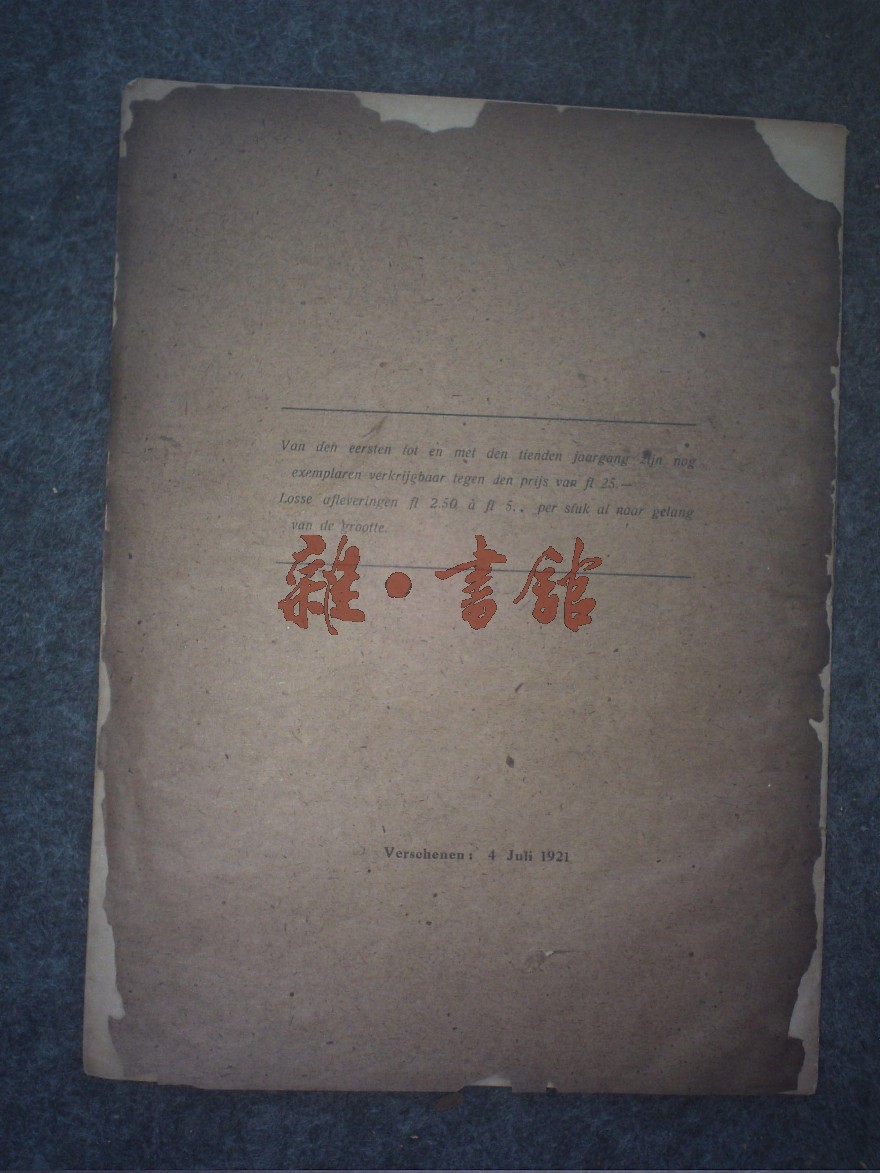 Van den eersten tot en met den tienden jaargang zijn nog
exemplaren verkrijgbaar tegen den prijs van fl 25.—
Losse afleveringen fl 2.50 à fl 5.. per stuk al naar gelang
van de grootte.
雜·書館
Verschenen: 4 Juli 1921